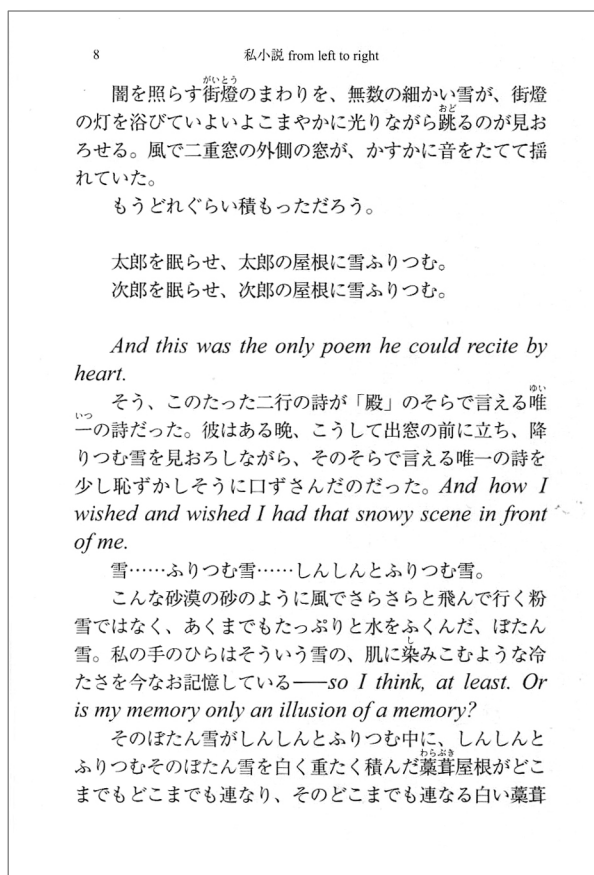 8
私小説 from left to right
がいとう
闇を照らす街燈のまわりを、無数の細かい雪が、街燈
おど
の灯を浴びていよいよこまやかに光りながら跳るのが見お
ろせる。風で二重窓の外側の窓が、かすかに音をたてて揺
れていた。
もうどれぐらい積もっただろう。
太郎を眠らせ、太郎の屋根に雪ふりつむ。
次郎を眠らせ、次郎の屋根に雪ふりつむ。
And this was the only poem he could recite by
heart.
ゆい
そう、このたった二行の詩が「殿」のそらで言える唯
いつ
一の詩だった。彼はある晩、こうして出窓の前に立ち、降
りつむ雪を見おろしながら、そのそらで言える唯一の詩を
少し恥ずかしそうに口ずさんだのだった。And how I
wished and wished I had that snowy scene in front
of me.
雪……ふりつむ雪……しんしんとふりつむ雪。
こんな砂漠の砂のように風でさらさらと飛んで行く粉
雪ではなく、あくまでもたっぷりと水をふくんだ、ぼたん
し
雪。私の手のひらはそういう雪の、肌に染みこむような冷
たさを今なお記憶している——so I think, at least. Or
is my memory only an illusion of a memory?
そのぼたん雪がしんしんとふりつむ中に、しんしんと
わらぶき
ふりつむそのぼたん雪を白く重たく積んだ藁葺屋根がどこ
までもどこまでも連なり、そのどこまでも連なる白い藁葺